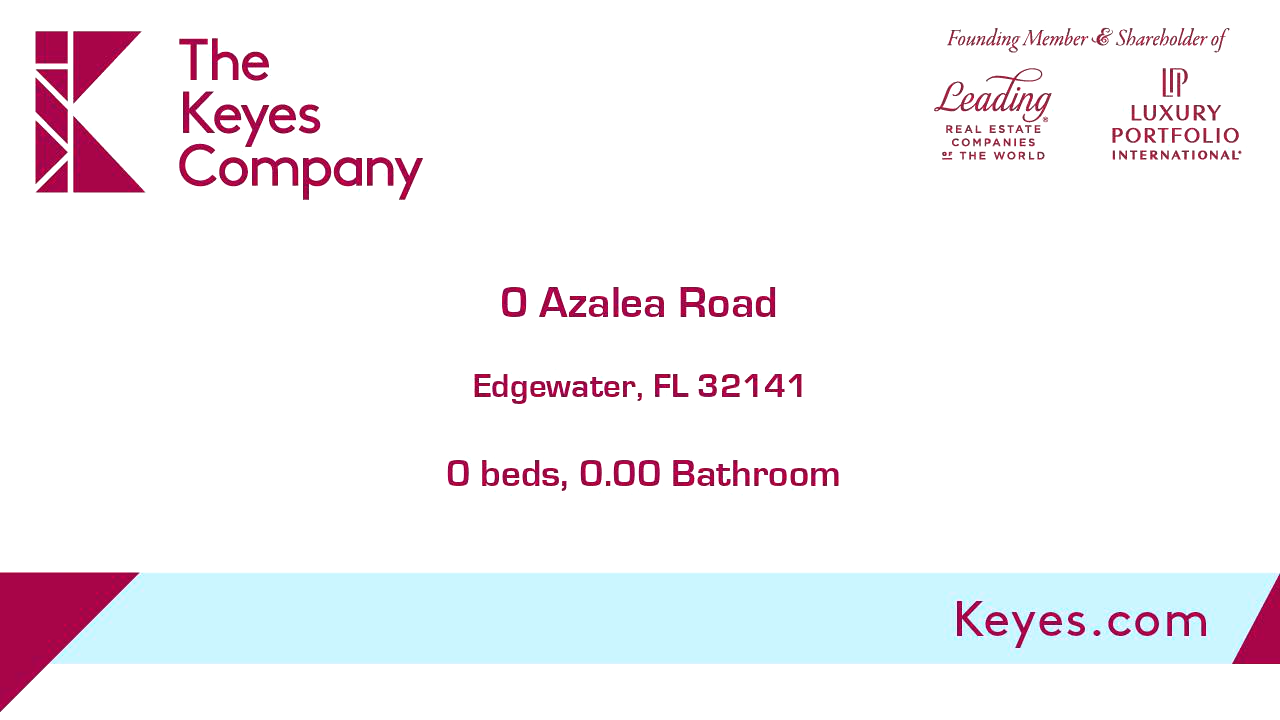 The
Keyes
Company
Founding Member & Shareholder of
Leading
REAL ESTATE
COMPANIES
OF THE WORLD
LUXURY
PORTFOLIO
INTERNATIONAL
0 Azalea Road
Edgewater, FL 32141
0 beds, 0.00 Bathroom
Keyes.com